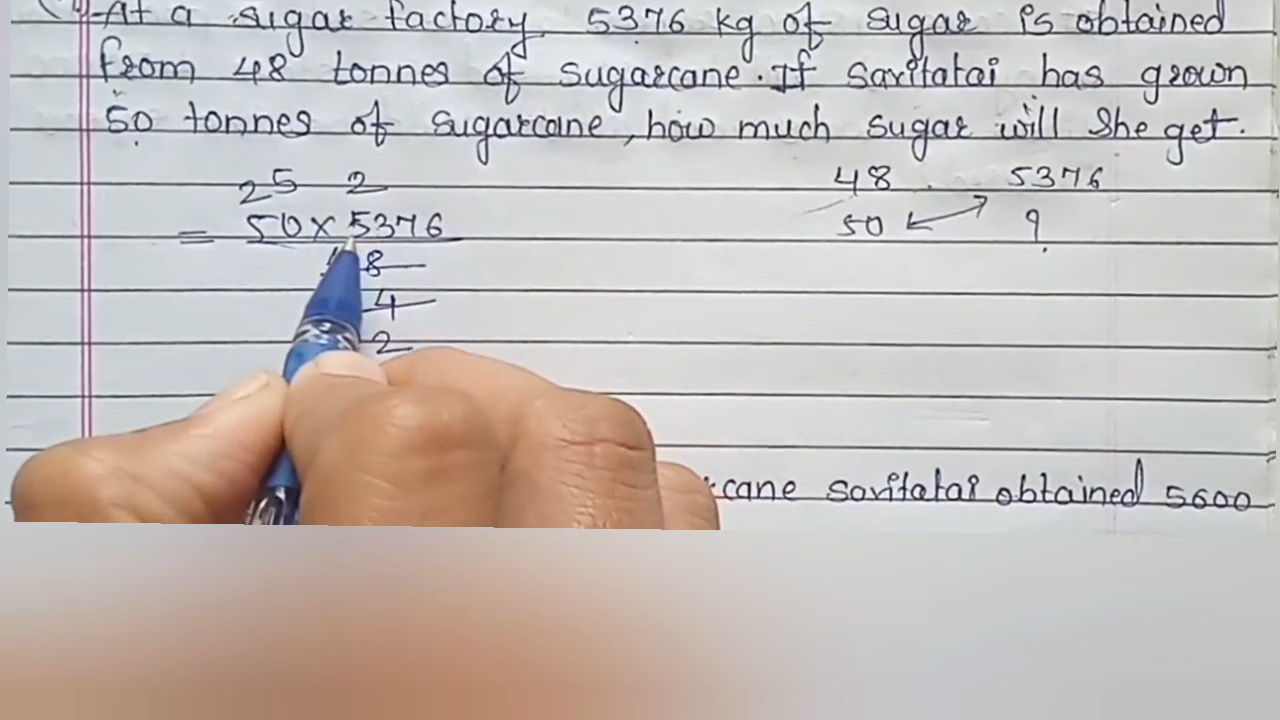 At a sugar factory 5376 kg of sugar is obtained
from 48 tonnes of sugarcane. If Saritatai has grown
50 tonnes of sugarcane, how much sugar will she get.
25 2
48 5376
= 50 x 5376
50 ?
8
4
2
cane saritatai obtained 5600